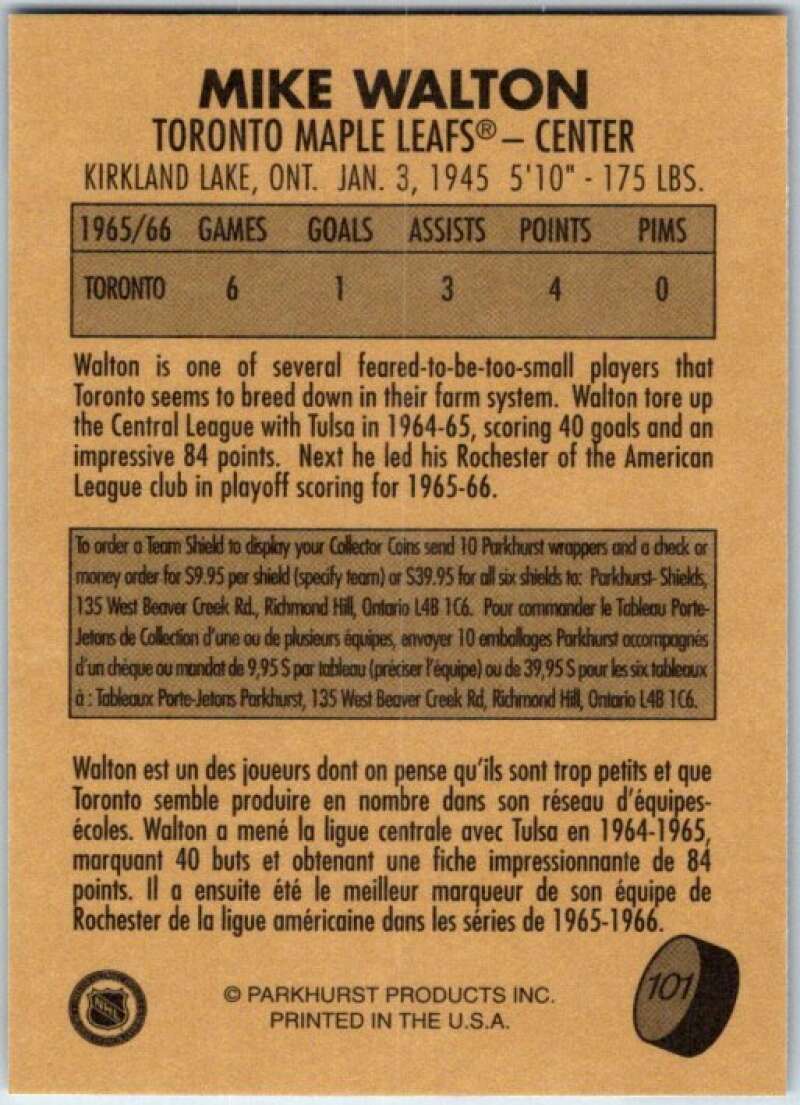 MIKE WALTON
TORONTO MAPLE LEAFS® – CENTER
KIRKLAND LAKE, ONT. JAN. 3, 1945 5'10" - 175 LBS.
1965/66 GAMES GOALS ASSISTS POINTS PIMS
TORONTO 6 1 3 4 0
Walton is one of several feared-to-be-too-small players that
Toronto seems to breed down in their farm system. Walton tore up
the Central League with Tulsa in 1964-65, scoring 40 goals and an
impressive 84 points. Next he led his Rochester of the American
League club in playoff scoring for 1965-66.
To order a Team Shield to display your Collector Coins send 10 Parkhurst wrappers and a check or
money order for $9.95 per shield (specify team) or $39.95 for all six shields to: Parkhurst- Shields,
135 West Beaver Creek Rd., Richmond Hill, Ontario L4B 1C6. Pour commander le Tableau Porte-
Jetons de Collection d'une ou de plusieurs équipes, envoyer 10 emballages Parkhurst accompagnés
d'un chèque ou mandat de 9,95 $ par tableau (préciser l'équipe) ou de 39,95 $ pour les six tableaux
à : Tableaux Porte-Jetons Parkhurst, 135 West Beaver Creek Rd, Richmond Hill, Ontario L4B 1C6.
Walton est un des joueurs dont on pense qu'ils sont trop petits et que
Toronto semble produire en nombre dans son réseau d'équipes-
écoles. Walton a mené la ligue centrale avec Tulsa en 1964-1965,
marquant 40 buts et obtenant une fiche impressionnante de 84
points. Il a ensuite été le meilleur marqueur de son équipe de
Rochester de la ligue américaine dans les séries de 1965-1966.
NHL
© PARKHURST PRODUCTS INC.
PRINTED IN THE U.S.A.
101